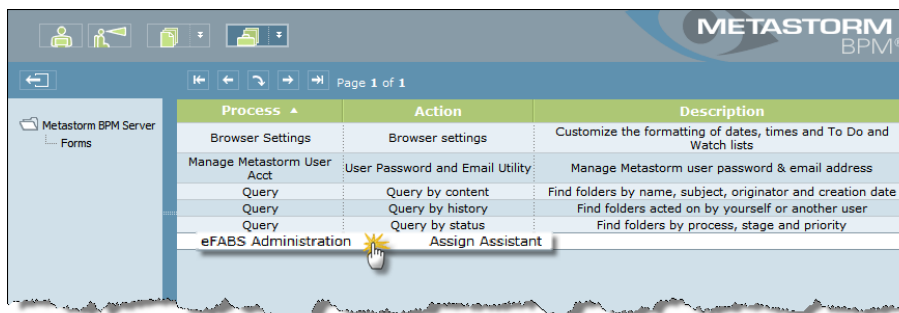 METASTORM
BPM®
Page 1 of 1
Metastorm BPM Server
Forms
Process Action Description
Browser Settings Browser settings Customize the formatting of dates, times and To Do and
Watch lists
Manage Metastorm User
Acct User Password and Email Utility Manage Metastorm user password & email address
Query Query by content Find folders by name, subject, originator and creation date
Query Query by history Find folders acted on by yourself or another user
Query Query by status Find folders by process, stage and priority
eFABS Administration Assign Assistant